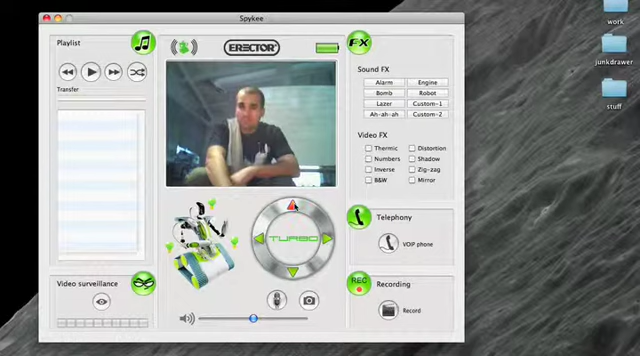 Spykee
Playlist
Transfer
ERECTOR
FX
Sound FX
Alarm
Engine
Bomb
Robot
Lazer
Custom-1
Ah-ah-ah
Custom-2
Video FX
Thermic
Distortion
Numbers
Shadow
Inverse
Zig-zag
B&W
Mirror
TURBO
Telephony
VOIP phone
Video surveillance
REC
Recording
Record
work
junkdrawer
stuff